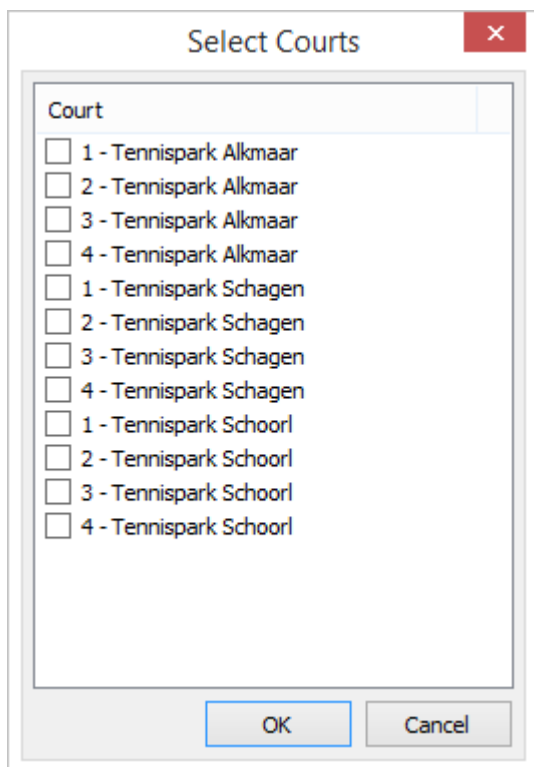 Select Courts
Court
1 - Tennispark Alkmaar
2 - Tennispark Alkmaar
3 - Tennispark Alkmaar
4 - Tennispark Alkmaar
1 - Tennispark Schagen
2 - Tennispark Schagen
3 - Tennispark Schagen
4 - Tennispark Schagen
1 - Tennispark Schoorl
2 - Tennispark Schoorl
3 - Tennispark Schoorl
4 - Tennispark Schoorl
OK Cancel